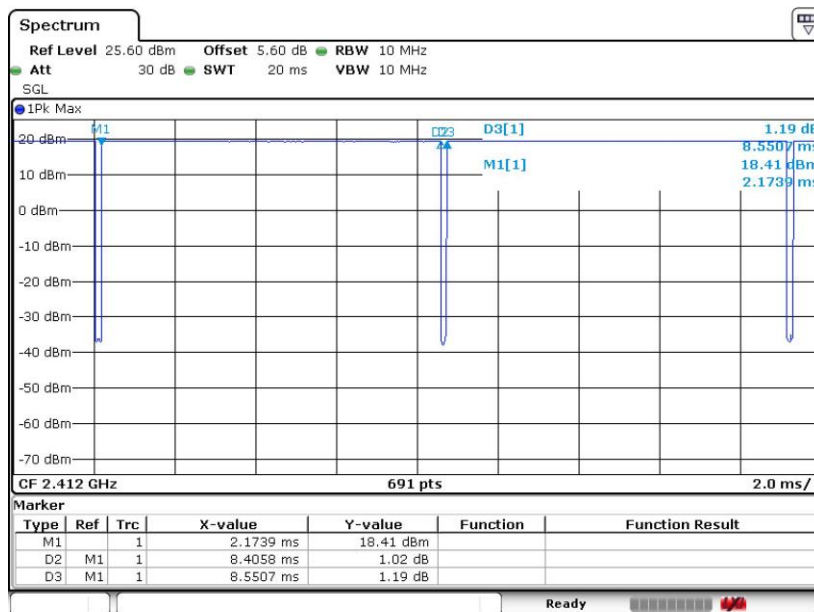 Spectrum
Ref Level 25.60 dBm Offset 5.60 dB RBW 10 MHz
Att 30 dB SWT 20 ms VBW 10 MHz
SGL
1Pk Max
M1 D3[1] 1.19 dB
20 dBm 8.5507 ms
M1[1] 18.41 dBm
10 dBm 2.1739 ms
0 dBm
-10 dBm
-20 dBm
-30 dBm
-40 dBm
-50 dBm
-60 dBm
-70 dBm
CF 2.412 GHz 691 pts 2.0 ms/
Marker
Type Ref Trc X-value Y-value Function Function Result
M1 1 2.1739 ms 18.41 dBm
D2 M1 1 8.4058 ms 1.02 dB
D3 M1 1 8.5507 ms 1.19 dB
Ready